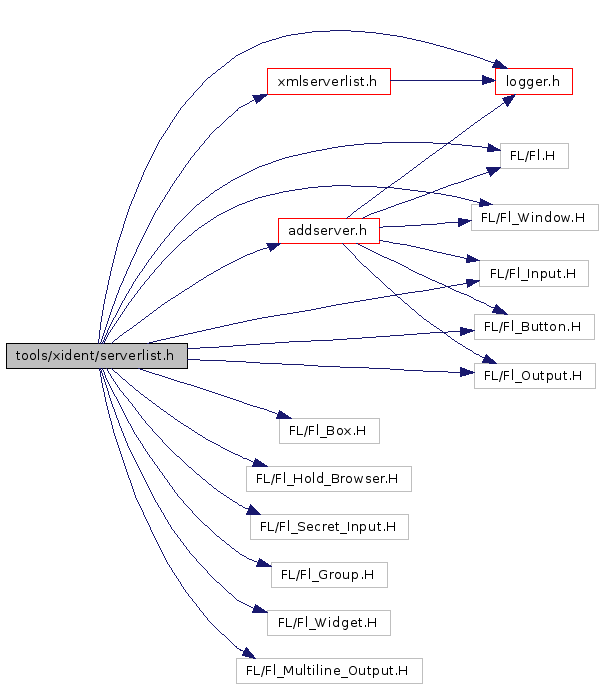 xmlserverlist.h
logger.h
FL/Fl.H
FL/Fl_Window.H
addserver.h
FL/Fl_Input.H
FL/Fl_Button.H
tools/xident/serverlist.h
FL/Fl_Output.H
FL/Fl_Box.H
FL/Fl_Hold_Browser.H
FL/Fl_Secret_Input.H
FL/Fl_Group.H
FL/Fl_Widget.H
FL/Fl_Multiline_Output.H